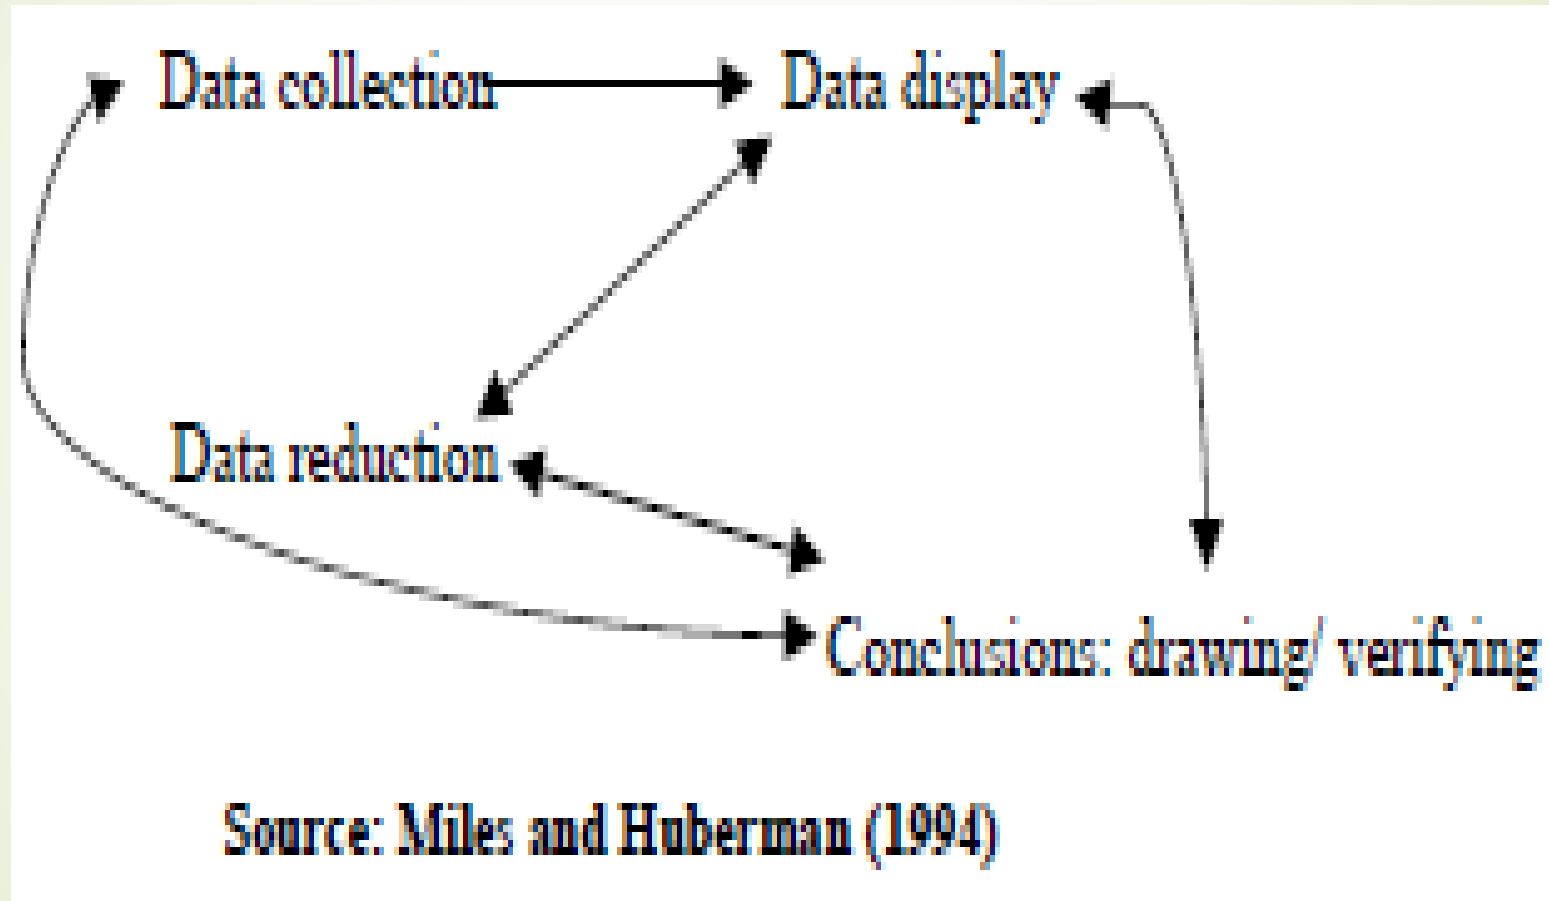 Data collection
Data display
Data reduction
Conclusions: drawing/ verifying
Source: Miles and Huberman (1994)